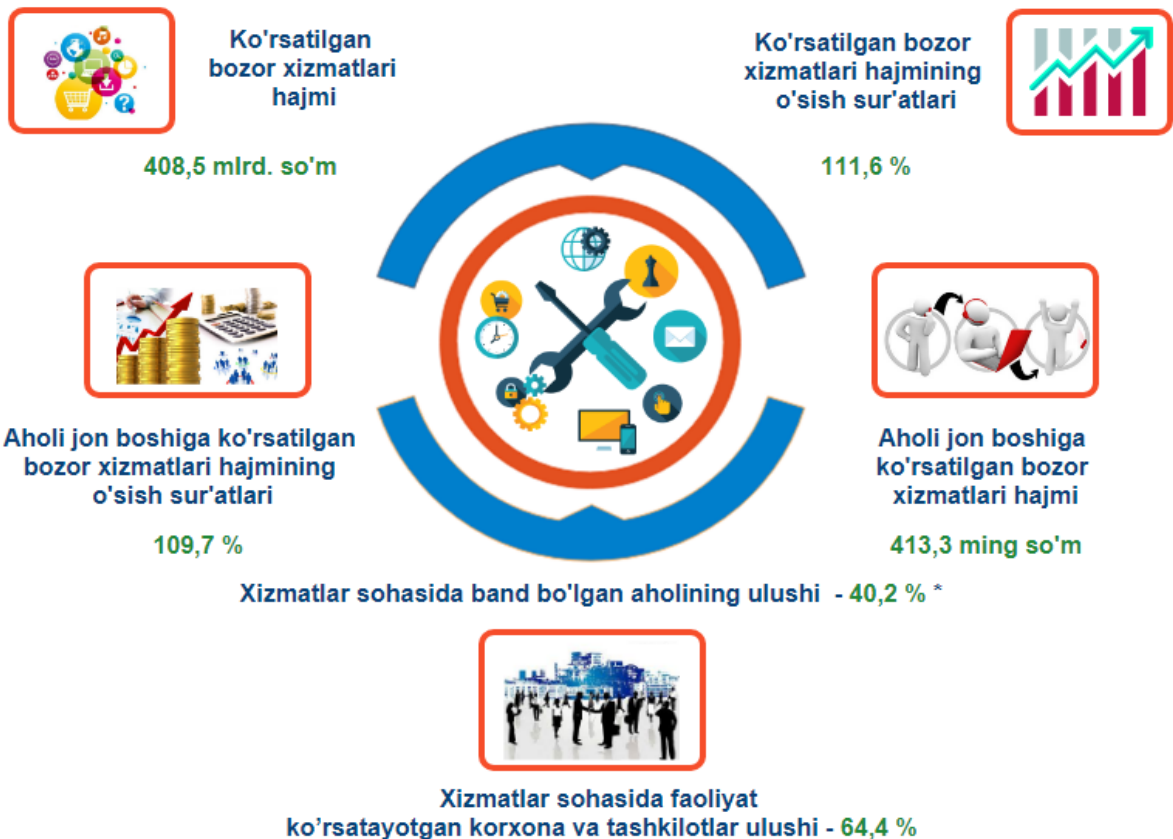 Ko'rsatilgan
bozor xizmatlari
hajmi
408,5 mlrd. so'm
Ko'rsatilgan bozor
xizmatlari hajmining
o'sish sur'atlari
111,6 %
Aholi jon boshiga ko'rsatilgan
bozor xizmatlari hajmining
o'sish sur'atlari
109,7 %
Aholi jon boshiga
ko'rsatilgan bozor
xizmatlari hajmi
413,3 ming so'm
Xizmatlar sohasida band bo'lgan aholining ulushi - 40,2 % *
Xizmatlar sohasida faoliyat
ko’rsatayotgan korxona va tashkilotlar ulushi - 64,4 %